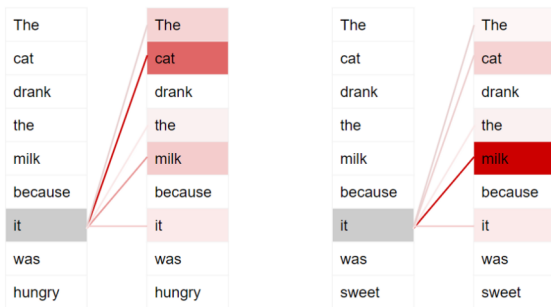 The The The The
cat cat cat cat
drank drank drank drank
the the the the
milk milk milk milk
because because because because
it it it it
was was was was
hungry hungry sweet sweet